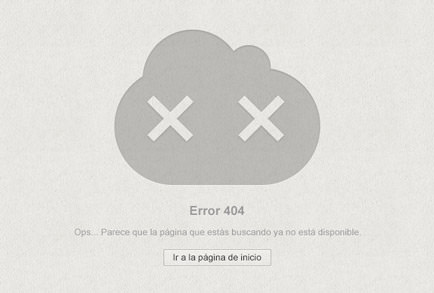 Error 404
Ops... Parece que la página que estás buscando ya no está disponible.
Ir a la página de inicio